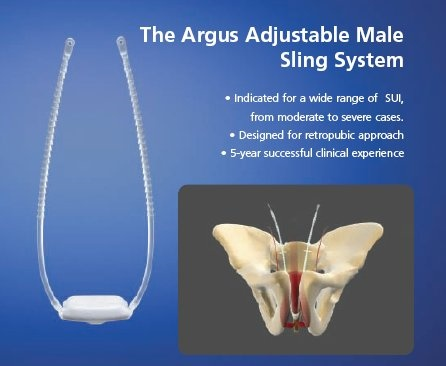 The Argus Adjustable Male
Sling System
• Indicated for a wide range of SUI,
from moderate to severe cases.
• Designed for retropubic approach
• 5-year successful clinical experience